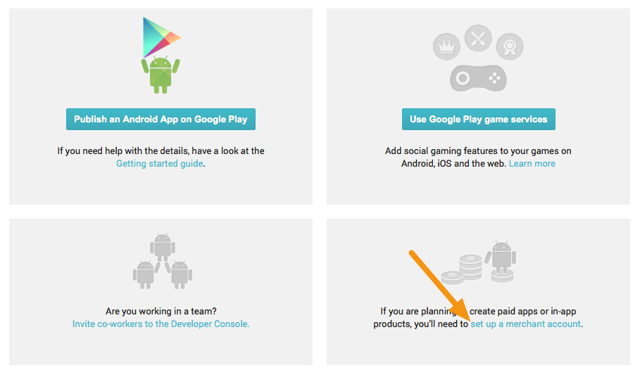 Publish an Android App on Google Play
If you need help with the details, have a look at the
Getting started guide.
Use Google Play game services
Add social gaming features to your games on
Android, iOS and the web. Learn more
Are you working in a team?
Invite co-workers to the Developer Console.
If you are planning create paid apps or in-app
products, you'll need to set up a merchant account.